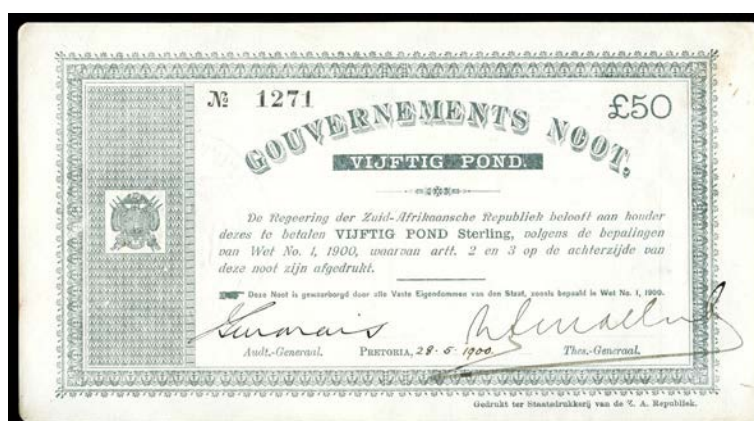 № 1271
£50
GOUVERNEMENTS NOOT,
VIJFTIG POND.
De Regeering der Zuid-Afrikaansche Republiek belooft aan houder
dezes te betalen VIJFTIG POND Sterling, volgens de bepalingen
van Wet No. 1, 1900, waarvan artt. 2 en 3 op de achterzijde van
deze noot zijn afgedrukt.
Deze Noot is gewaarborgd door alle Vaste Eigendommen van den Staat, zooals bepaald in Wet No. 1, 1900.
Audt.-Generaal. PRETORIA, 28-5-1900 Thes.-Generaal.
Gedrukt ter Staatsdrukkerij van de Z. A. Republiek.